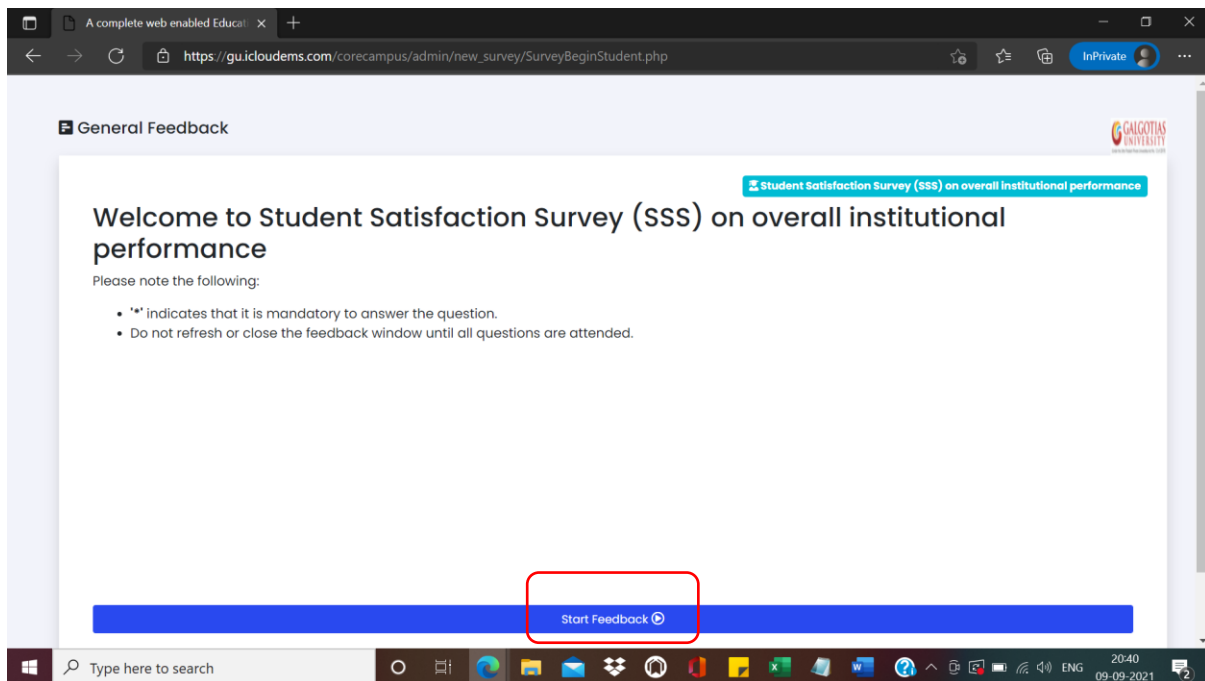 A complete web enabled Educati
https://gu.icloudems.com/corecampus/admin/new_survey/SurveyBeginStudent.php
InPrivate
General Feedback
GALGOTIAS
UNIVERSITY
Student Satisfaction Survey (SSS) on overall institutional performance
Welcome to Student Satisfaction Survey (SSS) on overall institutional
performance
Please note the following:
• '*' indicates that it is mandatory to answer the question.
• Do not refresh or close the feedback window until all questions are attended.
Start Feedback
Type here to search
ENG
20:40
09-09-2021
2